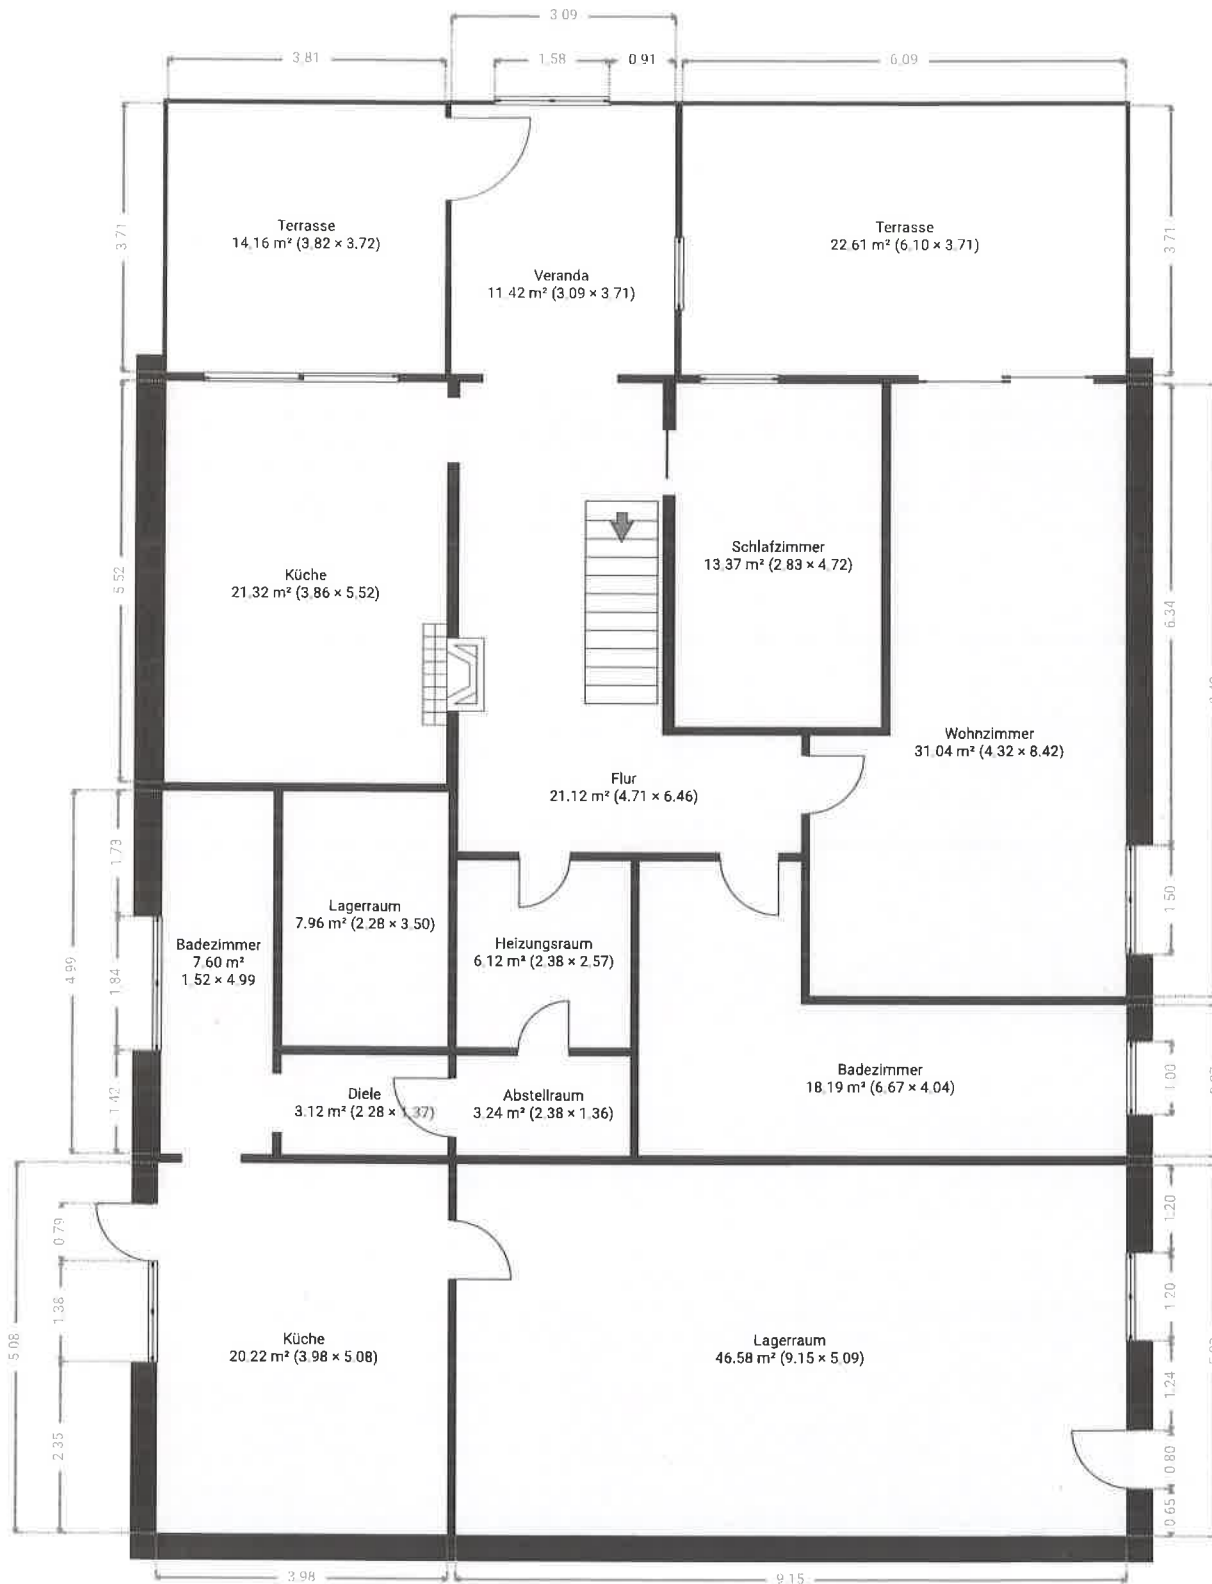 3.09
3.81
1.58
0.91
6.09
3.71
3.71
Terrasse
14.16 m² (3.82 × 3.72)
Terrasse
22.61 m² (6.10 × 3.71)
Veranda
11.42 m² (3.09 × 3.71)
5.52
Küche
21.32 m² (3.86 × 5.52)
Schlafzimmer
13.37 m² (2.83 × 4.72)
6.34
Wohnzimmer
31.04 m² (4.32 × 8.42)
Flur
21.12 m² (4.71 × 6.46)
1.73
1.50
Lagerraum
7.96 m² (2.28 × 3.50)
Badezimmer
7.60 m²
1.52 × 4.99
Heizungsraum
6.12 m² (2.38 × 2.57)
4.99
1.84
1.42
Diele
3.12 m² (2.28 × 1.37)
Abstellraum
3.24 m² (2.38 × 1.36)
Badezimmer
18.19 m² (6.67 × 4.04)
1.00
1.20
0.79
1.38
1.20
5.08
Küche
20.22 m² (3.98 × 5.08)
Lagerraum
46.58 m² (9.15 × 5.09)
1.24
2.35
0.80
0.65
3.98
9.15